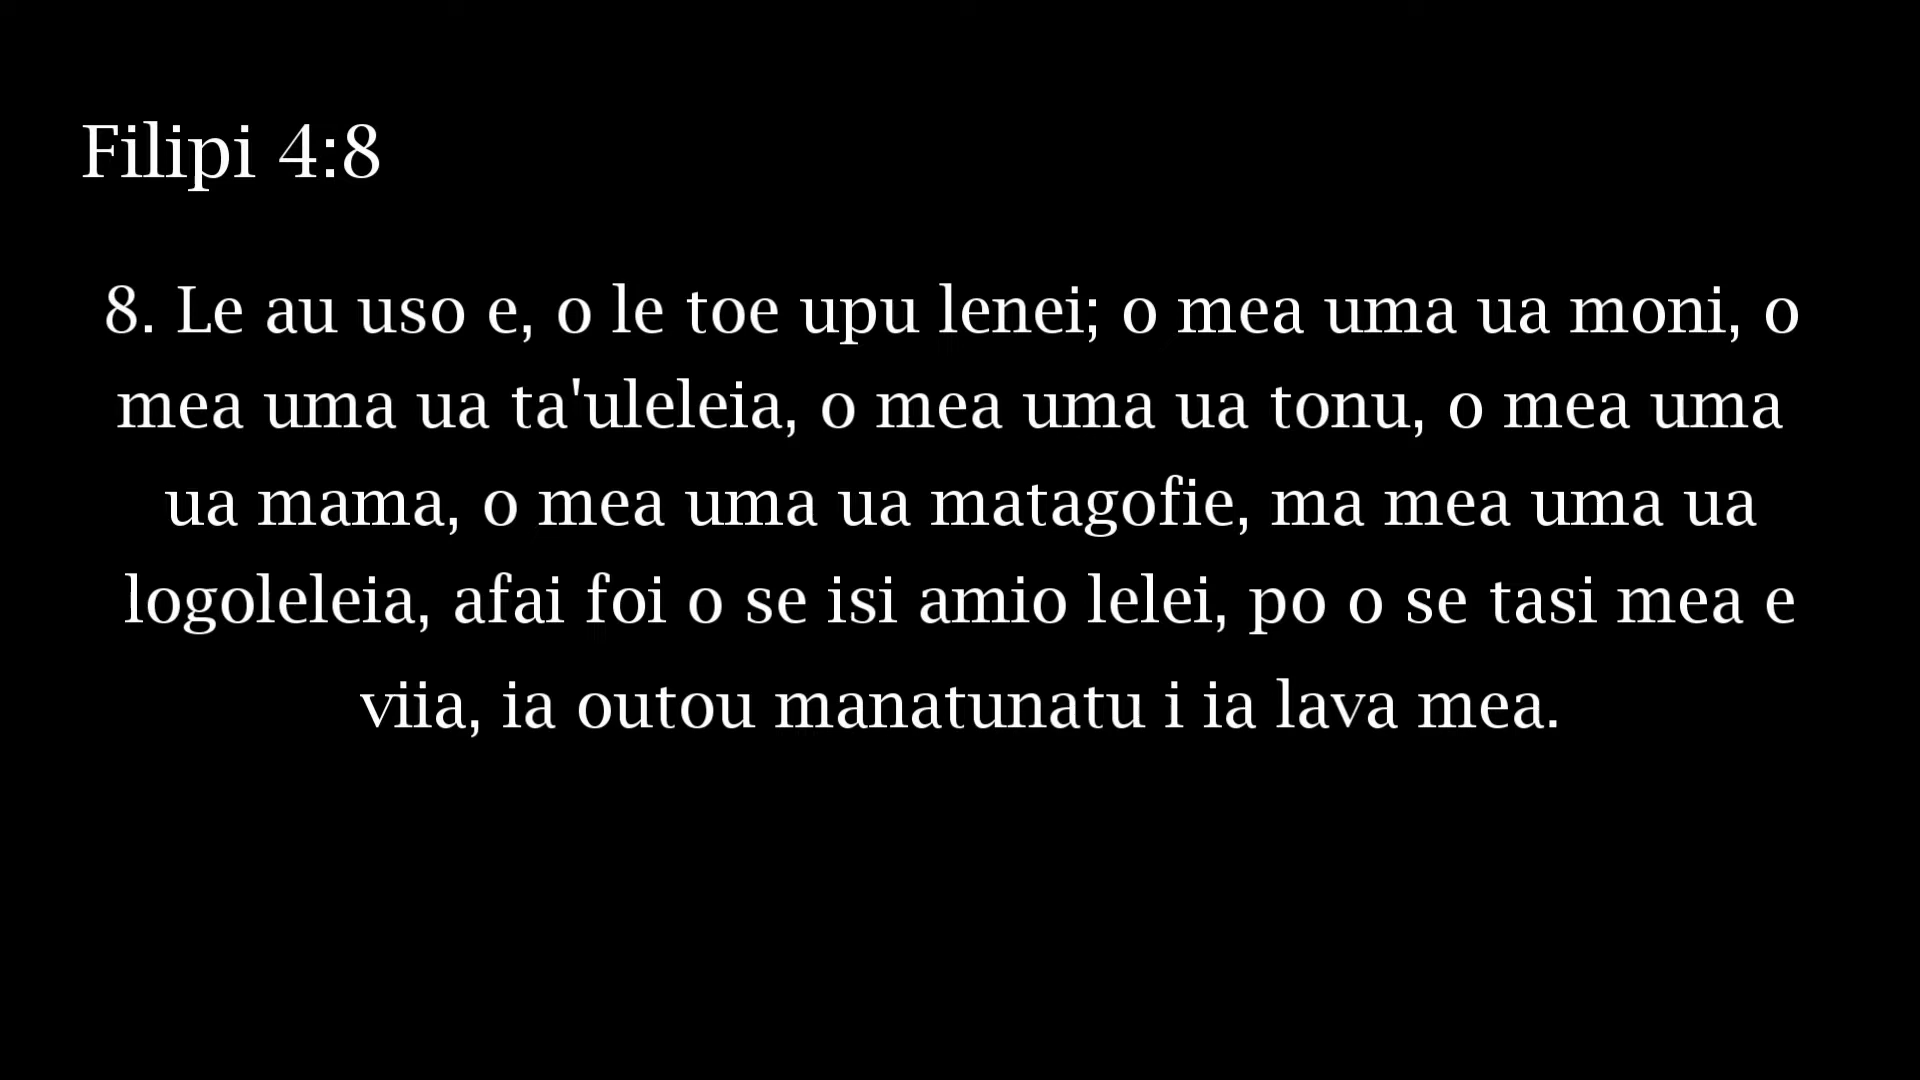 Filipi 4:8
8. Le au uso e, o le toe upu lenei; o mea uma ua moni, o
mea uma ua ta'uleleia, o mea uma ua tonu, o mea uma
ua mama, o mea uma ua matagofie, ma mea uma ua
logoleleia, afai foi o se isi amio lelei, po o se tasi mea e
viia, ia outou manatunatu i ia lava mea.